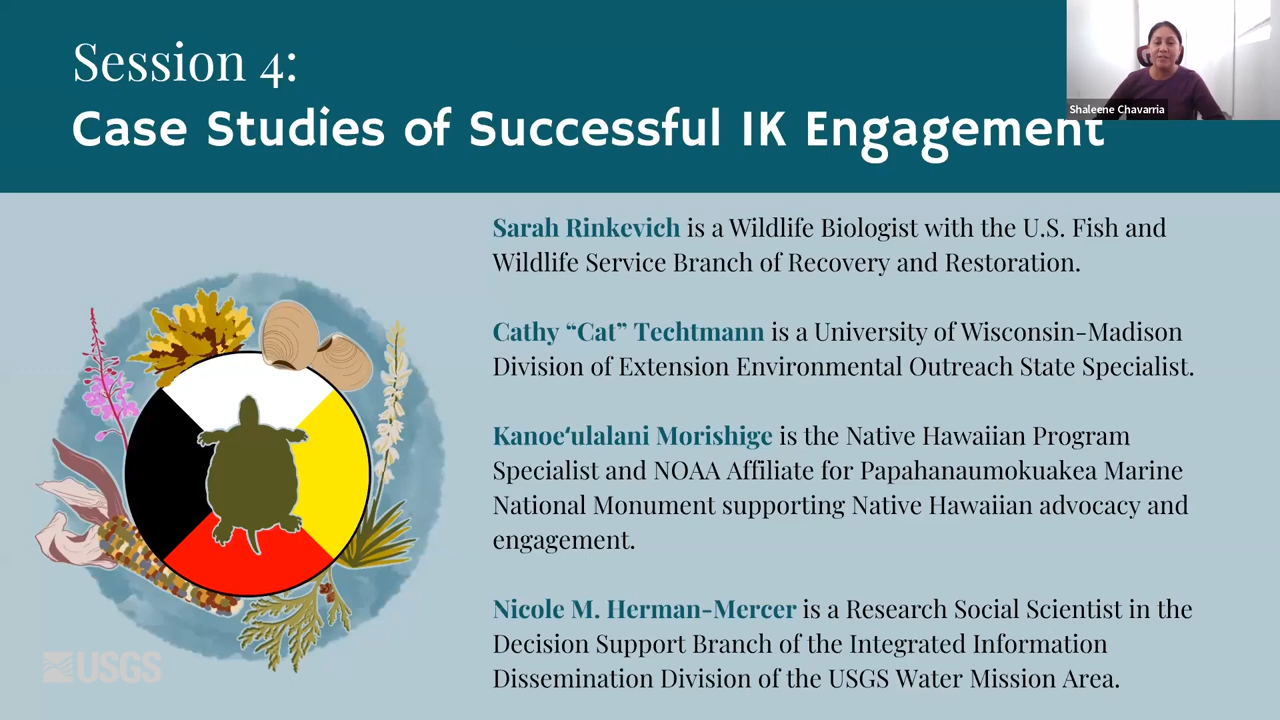 Session 4:
Case Studies of Successful IK Engagement
Shaleene Chavarria
Sarah Rinkevich is a Wildlife Biologist with the U.S. Fish and
Wildlife Service Branch of Recovery and Restoration.
Cathy “Cat” Techtmann is a University of Wisconsin-Madison
Division of Extension Environmental Outreach State Specialist.
Kanoeʻulalani Morishige is the Native Hawaiian Program
Specialist and NOAA Affiliate for Papahanaumokuakea Marine
National Monument supporting Native Hawaiian advocacy and
engagement.
Nicole M. Herman-Mercer is a Research Social Scientist in the
Decision Support Branch of the Integrated Information
Dissemination Division of the USGS Water Mission Area.
USGS